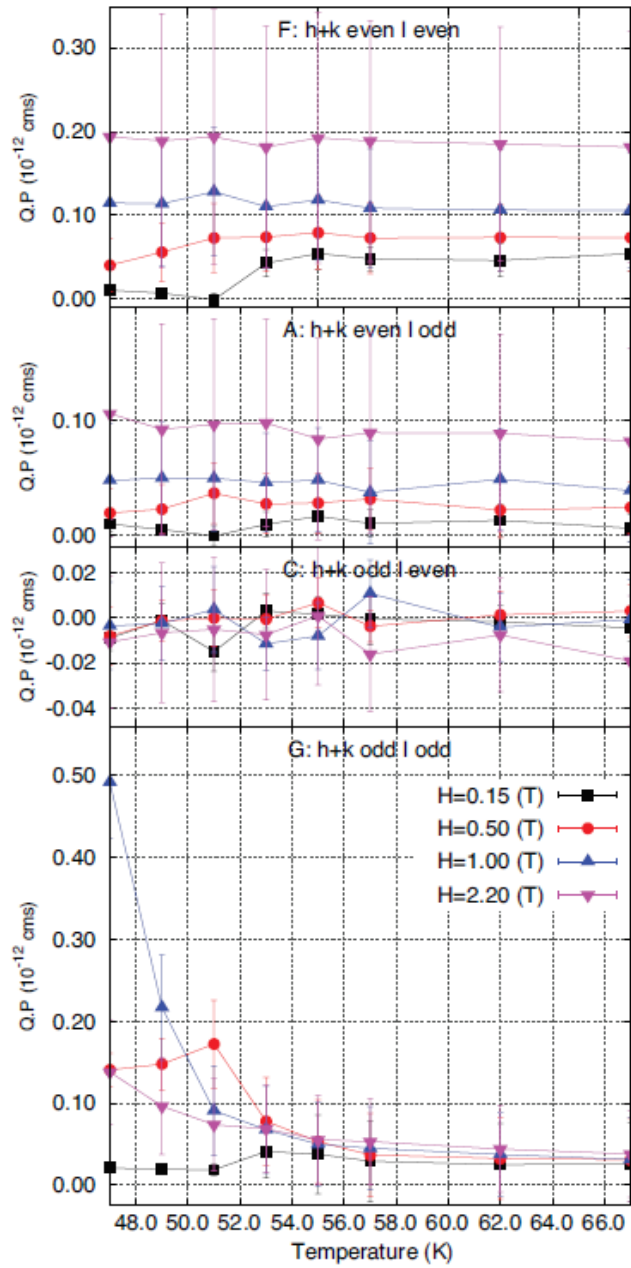 F: h+k even l even
0.30
0.20
0.10
0.00
Q.P (10-12 cms)
A: h+k even l odd
0.10
0.00
Q.P (10-12 cms)
C: h+k odd l even
0.02
0.00
-0.02
-0.04
Q.P (10-12 cms)
G: h+k odd l odd
0.50
0.40
0.30
0.20
0.10
0.00
Q.P (10-12 cms)
H=0.15 (T)
H=0.50 (T)
H=1.00 (T)
H=2.20 (T)
48.0 50.0 52.0 54.0 56.0 58.0 60.0 62.0 64.0 66.0
Temperature (K)